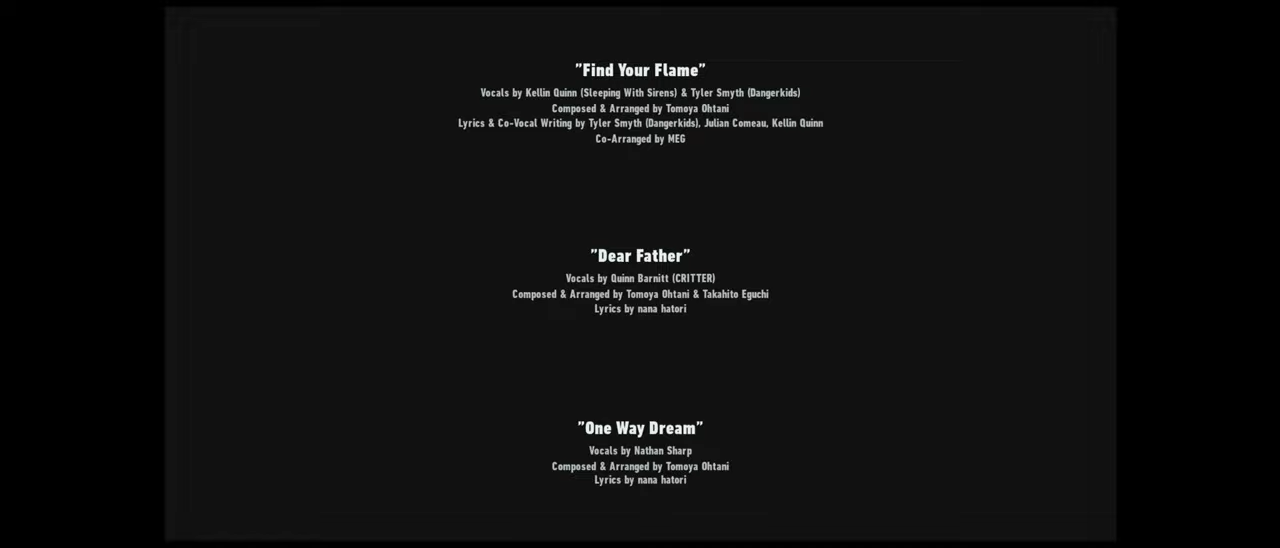 "Find Your Flame"
Vocals by Kellin Quinn (Sleeping With Sirens) & Tyler Smyth (Dangerkids)
Composed & Arranged by Tomoya Ohtani
Lyrics & Co-Vocal Writing by Tyler Smyth (Dangerkids), Julian Comeau, Kellin Quinn
Co-Arranged by MEG
"Dear Father"
Vocals by Quinn Barnitt (CRITTER)
Composed & Arranged by Tomoya Ohtani & Takahito Eguchi
Lyrics by nana hatori
"One Way Dream"
Vocals by Nathan Sharp
Composed & Arranged by Tomoya Ohtani
Lyrics by nana hatori